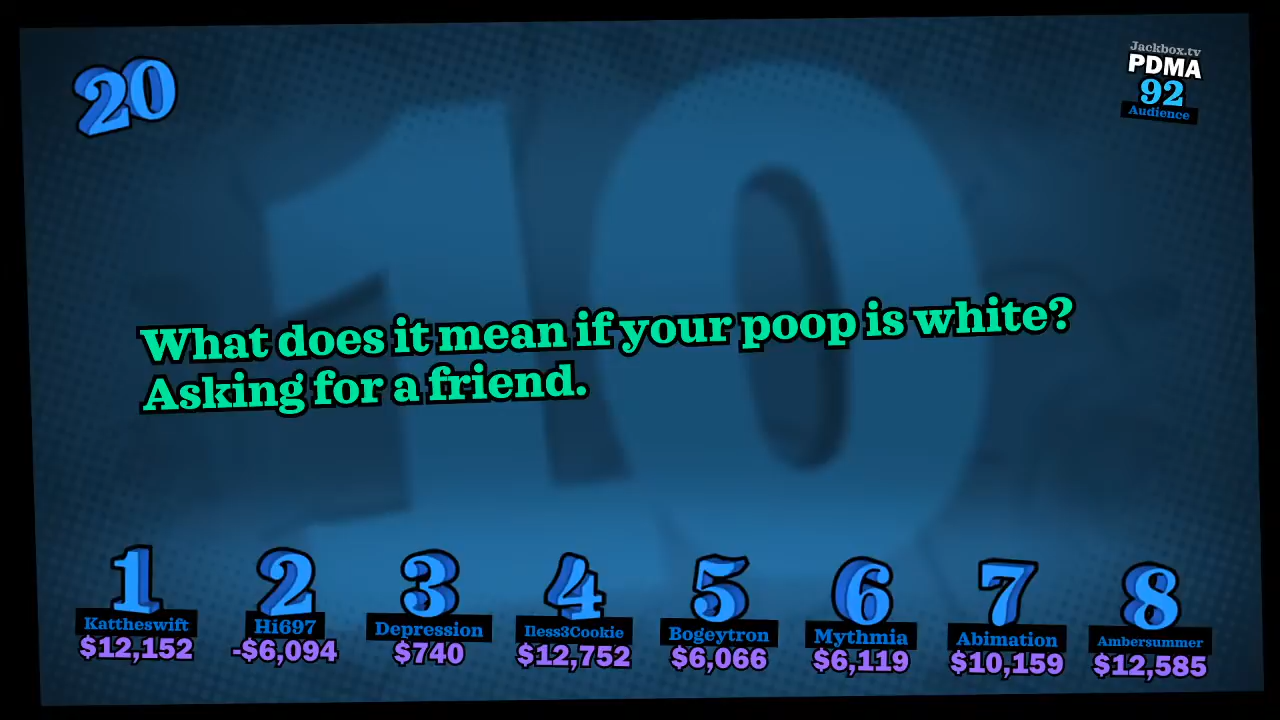 20
Jackbox.tv
PDMA
92
Audience
10
What does it mean if your poop is white?
Asking for a friend.
1 2 3 4 5 6 7 8
Kattheswift Hi697 Depression Iless3Cookie Bogeytron Mythmia Abimation Ambersummer
$12,152 -$6,094 $740 $12,752 $6,066 $6,119 $10,159 $12,585